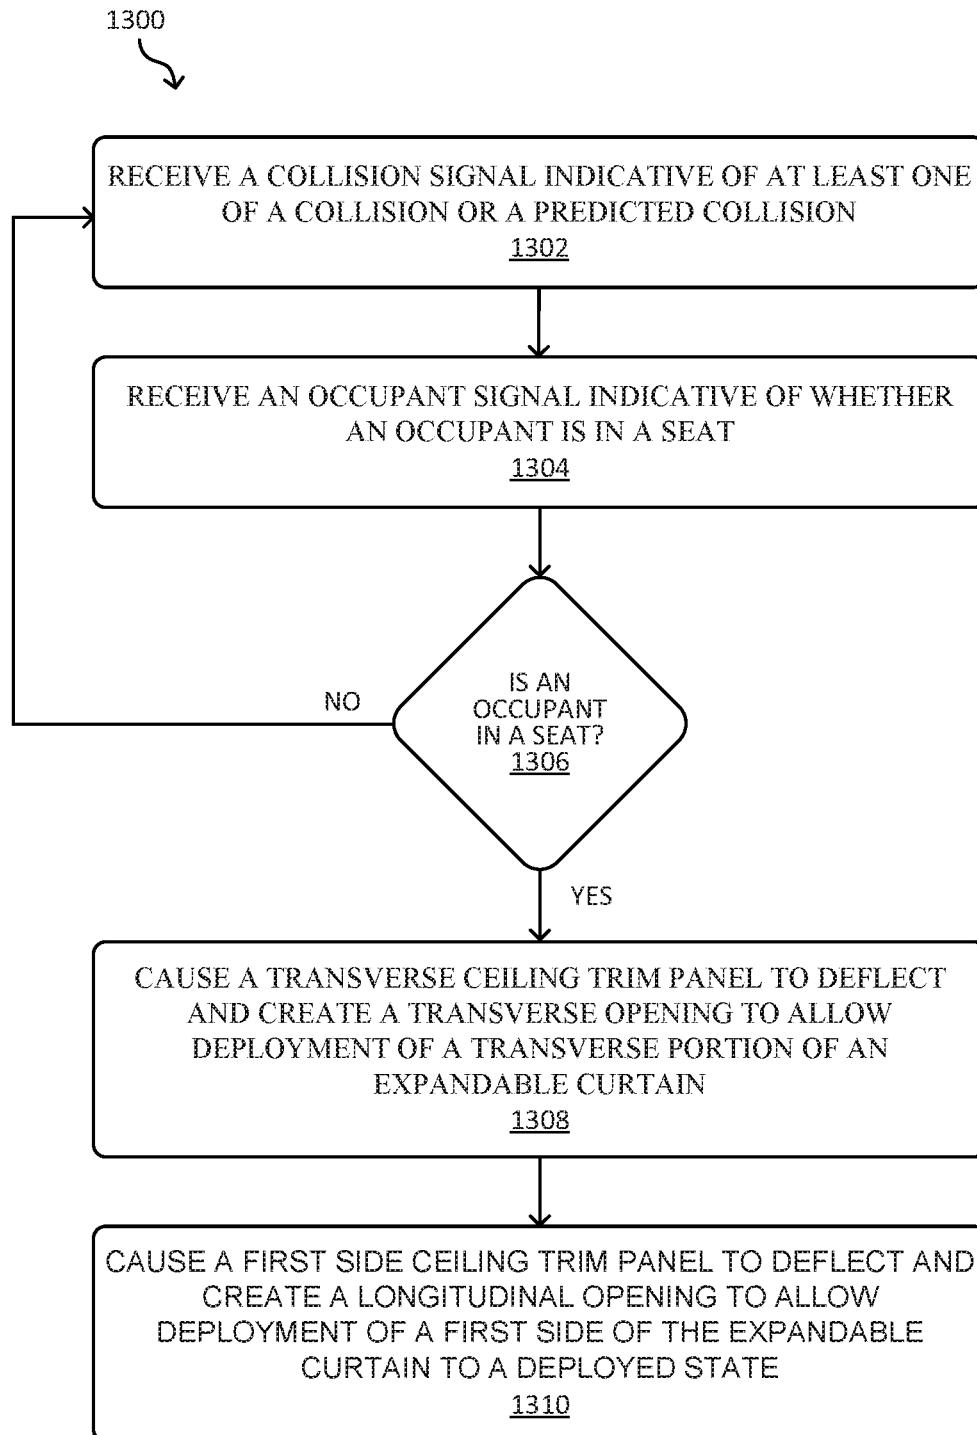 1300
RECEIVE A COLLISION SIGNAL INDICATIVE OF AT LEAST ONE
OF A COLLISION OR A PREDICTED COLLISION
1302
RECEIVE AN OCCUPANT SIGNAL INDICATIVE OF WHETHER
AN OCCUPANT IS IN A SEAT
1304
NO
IS AN
OCCUPANT
IN A SEAT?
1306
YES
CAUSE A TRANSVERSE CEILING TRIM PANEL TO DEFLECT
AND CREATE A TRANSVERSE OPENING TO ALLOW
DEPLOYMENT OF A TRANSVERSE PORTION OF AN
EXPANDABLE CURTAIN
1308
CAUSE A FIRST SIDE CEILING TRIM PANEL TO DEFLECT AND
CREATE A LONGITUDINAL OPENING TO ALLOW
DEPLOYMENT OF A FIRST SIDE OF THE EXPANDABLE
CURTAIN TO A DEPLOYED STATE
1310